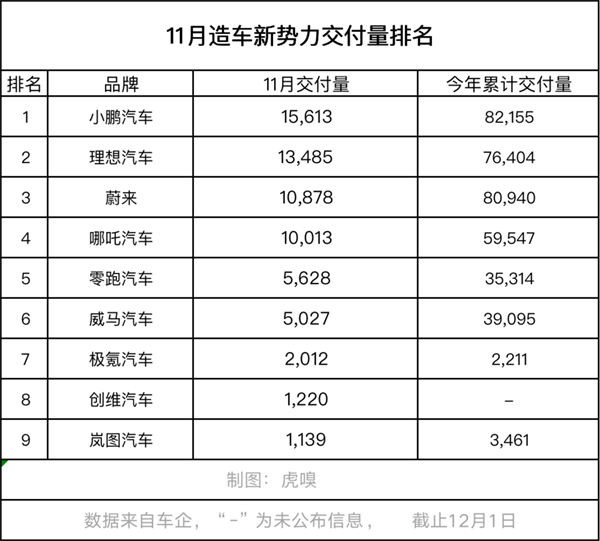 11月造车新势力交付量排名
排名 品牌 11月交付量 今年累计交付量
1 小鹏汽车 15,613 82,155
2 理想汽车 13,485 76,404
3 蔚来 10,878 80,940
4 哪吒汽车 10,013 59,547
5 零跑汽车 5,628 35,314
6 威马汽车 5,027 39,095
7 极氪汽车 2,012 2,211
8 创维汽车 1,220 –
9 岚图汽车 1,139 3,461
制图：虎嗅
数据来自车企，“-”为未公布信息， 截止12月1日